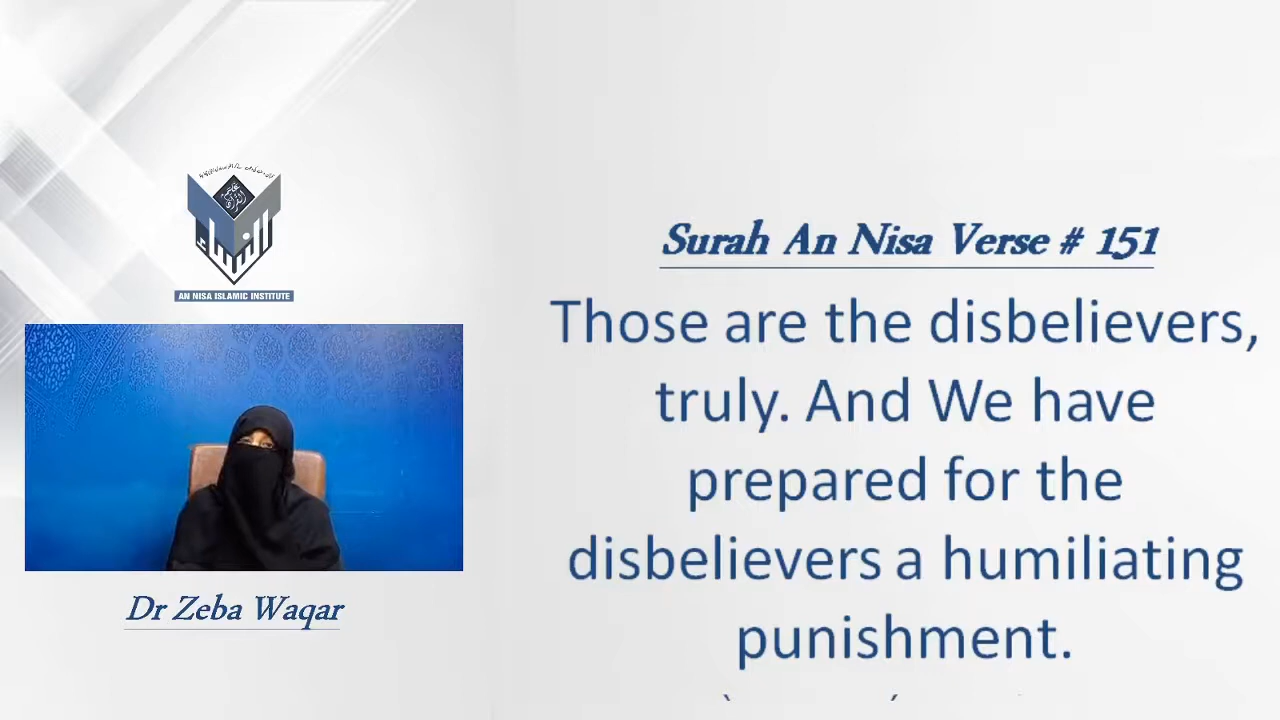 النساء
AN NISA ISLAMIC INSTITUTE
Dr Zeba Waqar
Surah An Nisa Verse # 151
Those are the disbelievers,
truly. And We have
prepared for the
disbelievers a humiliating
punishment.